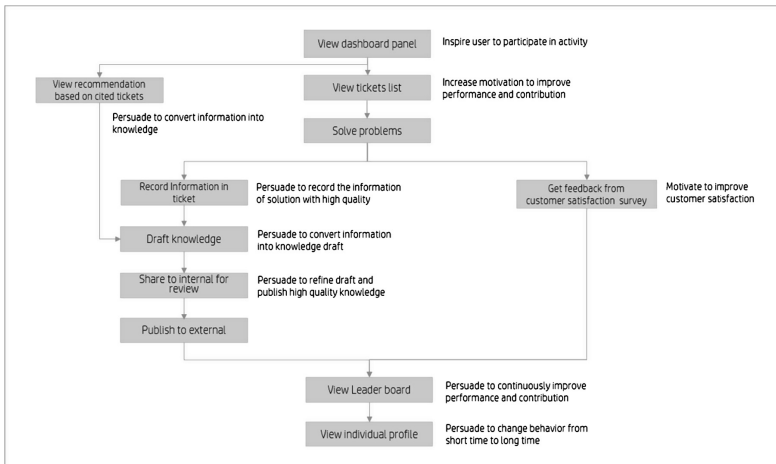 View dashboard panel
Inspire user to participate in activity
View recommendation
based on cited tickets
View tickets list
Increase motivation to improve
performance and contribution
Persuade to convert information into
knowledge
Solve problems
Record Information in
ticket
Persuade to record the information
of solution with high quality
Get feedback from
customer satisfaction survey
Motivate to improve
customer satisfaction
Draft knowledge
Persuade to convert information
into knowledge draft
Share to internal for
review
Persuade to refine draft and
publish high quality knowledge
Publish to external
View Leader board
Persuade to continuously improve
performance and contribution
View individual profile
Persuade to change behavior from
short time to long time